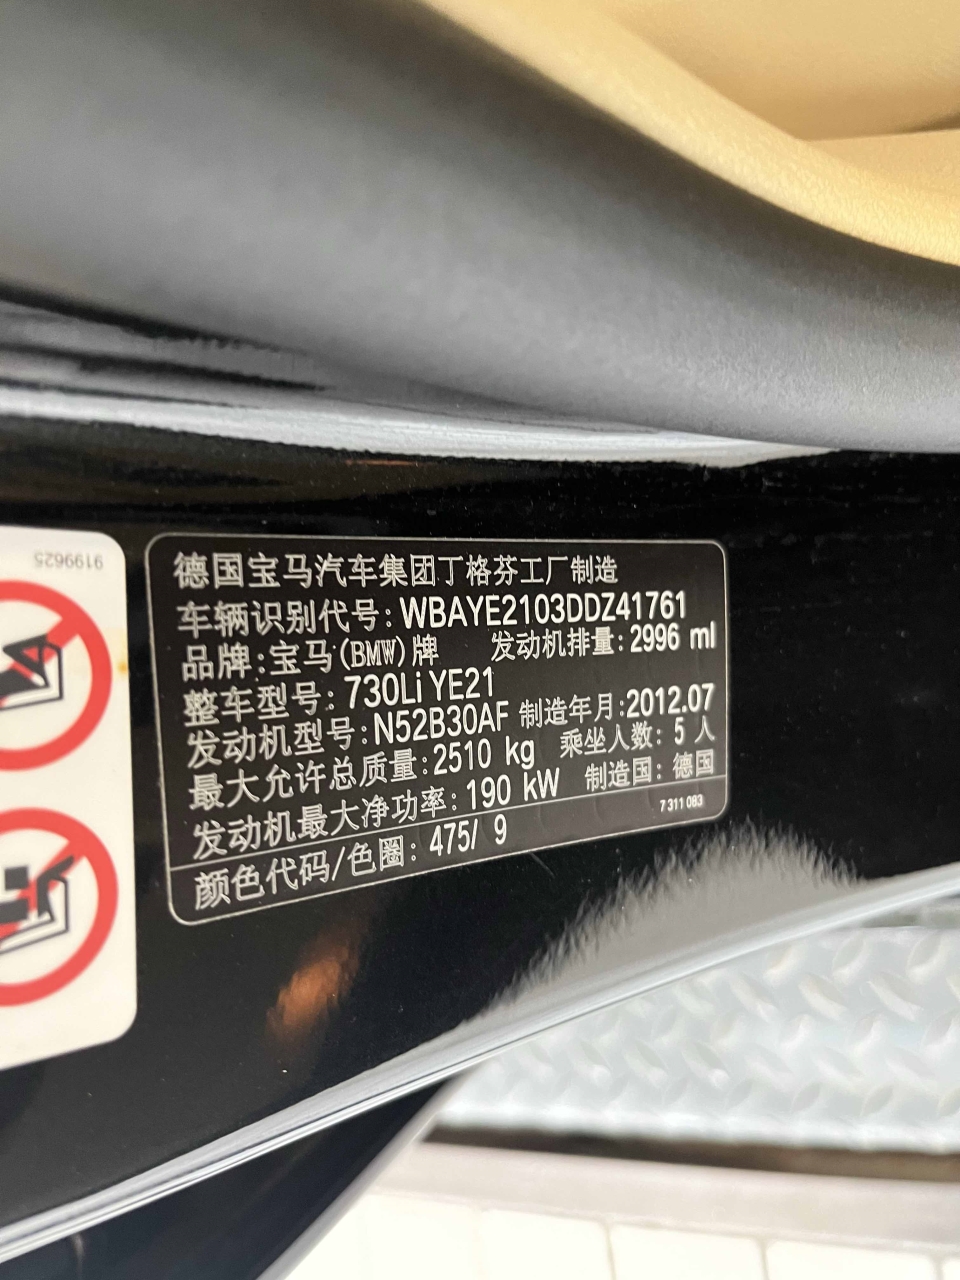 9199625
德国宝马汽车集团丁格芬工厂制造
车辆识别代号: WBAYE2103DDZ41761
品牌:宝马(BMW)牌 发动机排量: 2996 ml
整车型号: 730Li YE21
发动机型号: N52B30AF 制造年月:2012.07
最大允许总质量:2510 kg 乘坐人数: 5 人
发动机最大净功率: 190 kW 制造国: 德国
颜色代码/色圈: 475/ 9 7 311 083